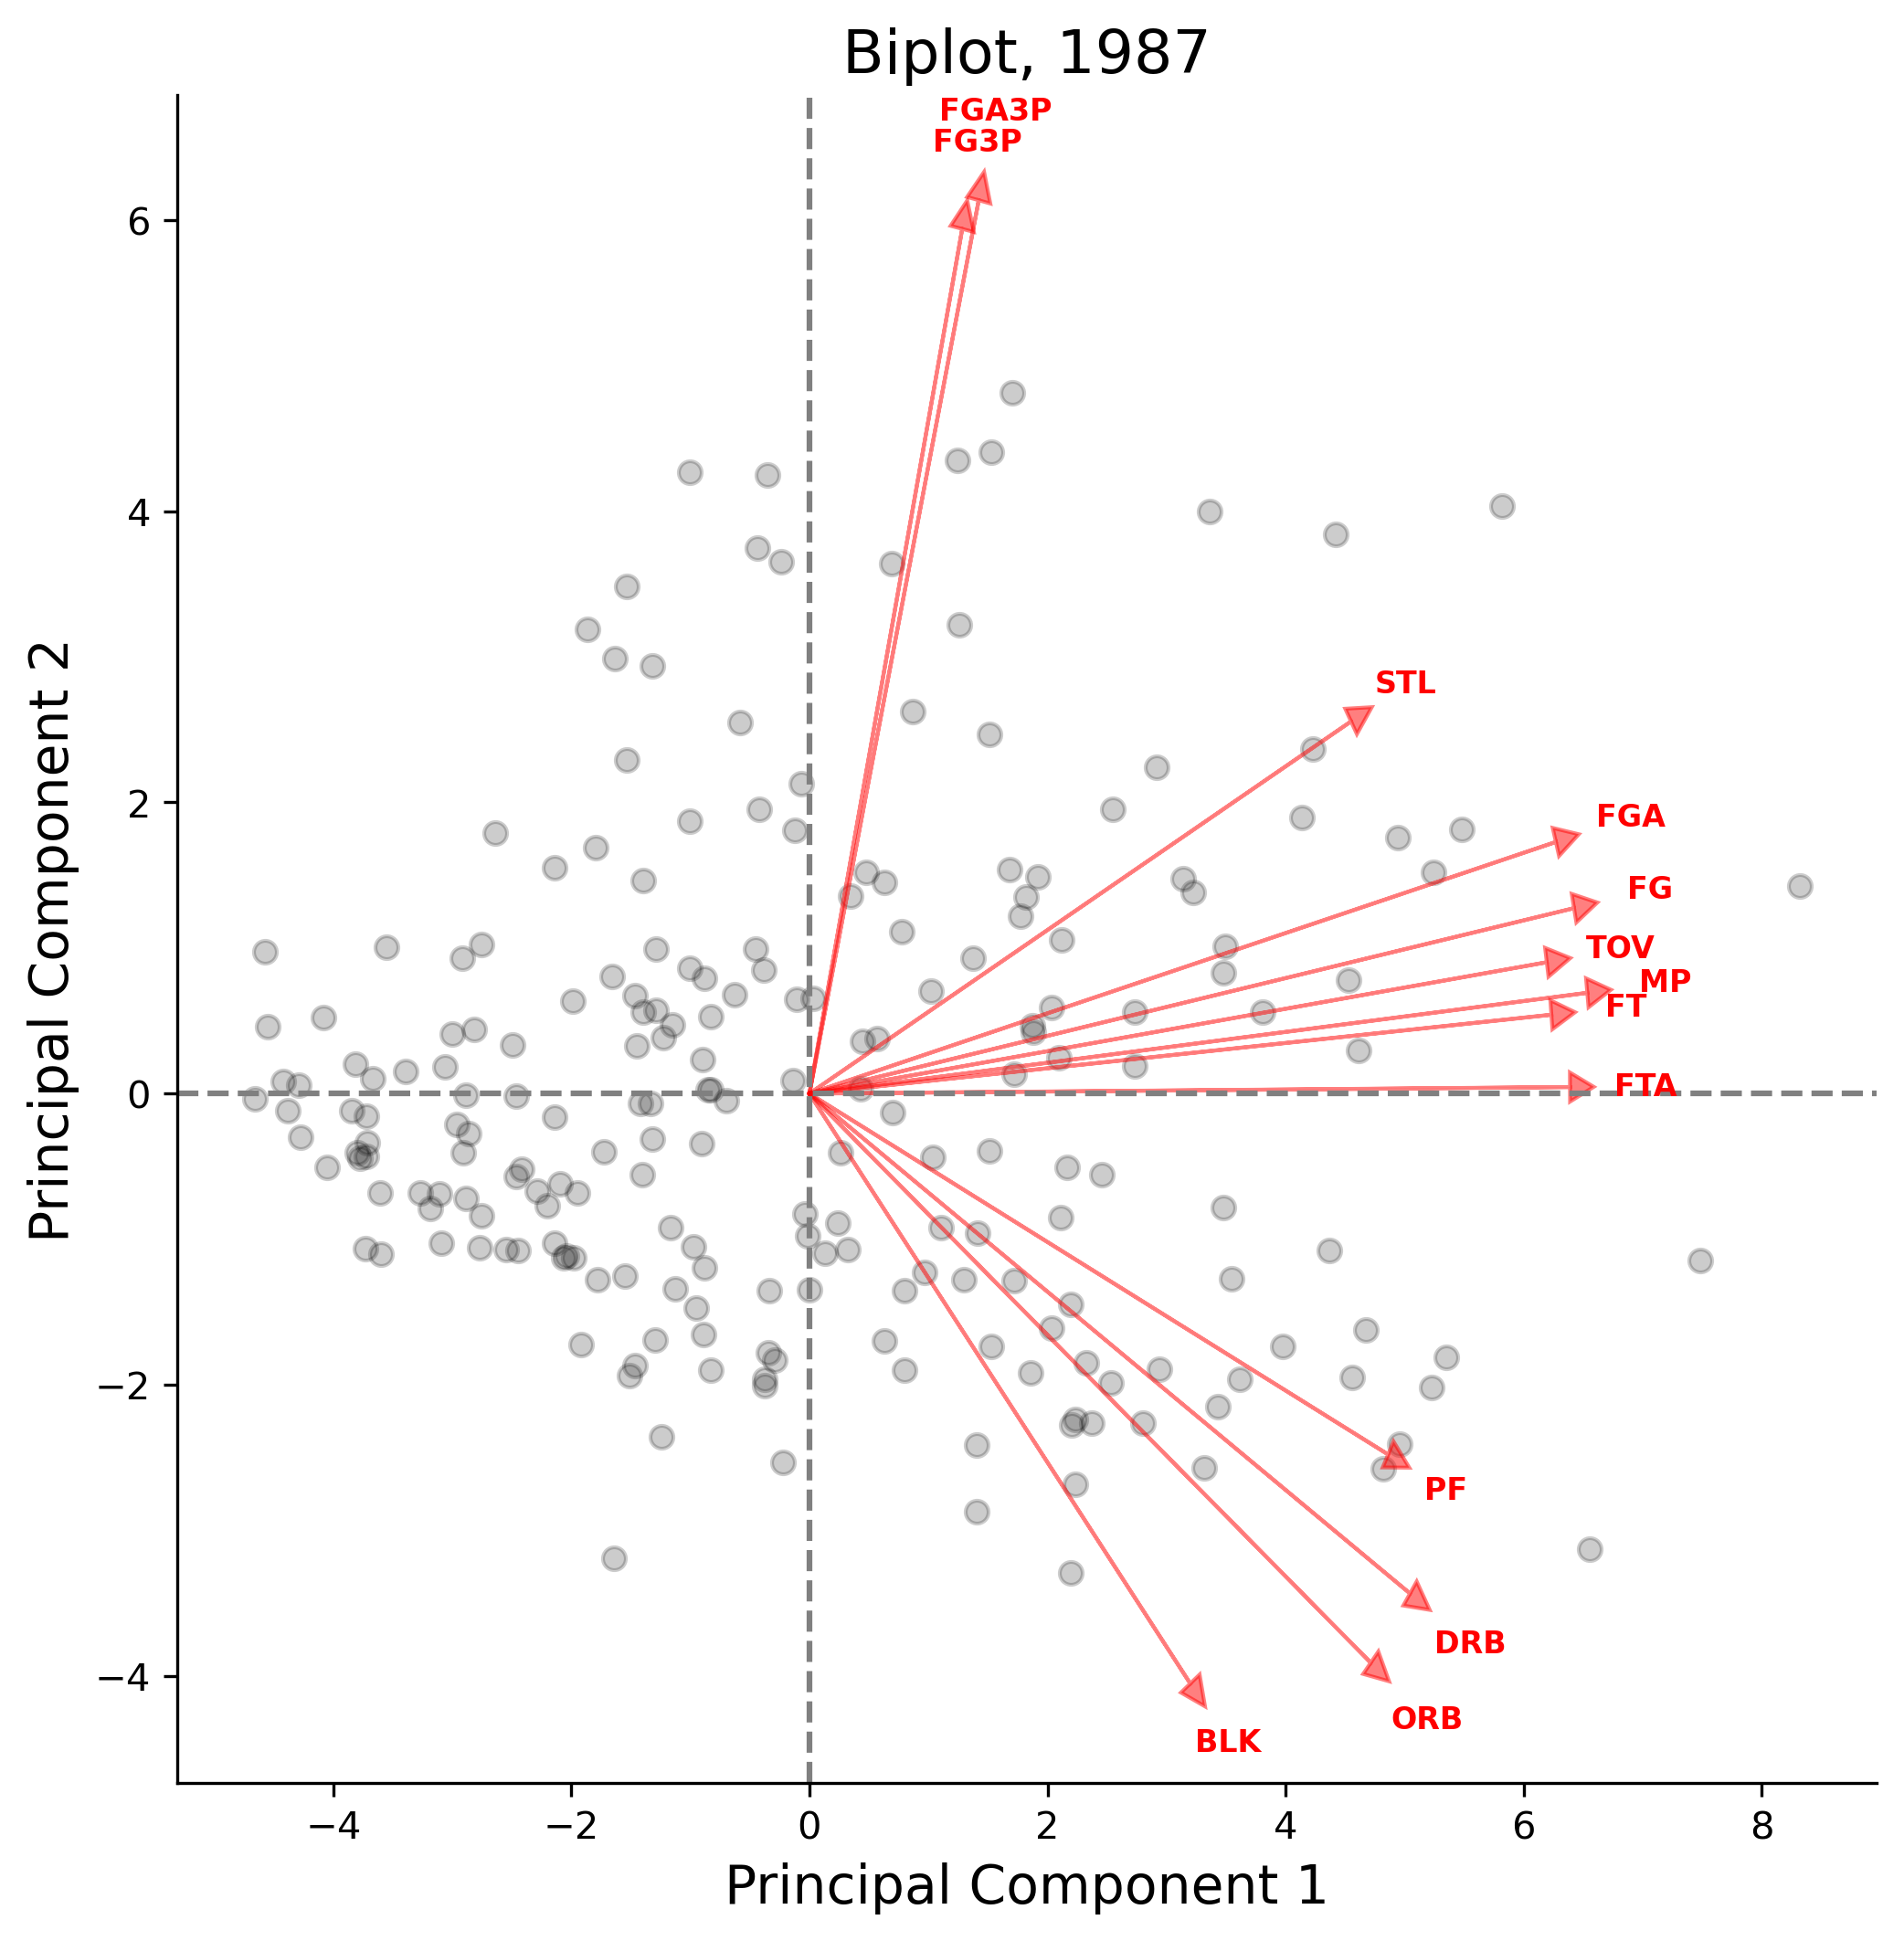 Biplot, 1987
FGA3P
FG3P
STL
FGA
FG
TOV
MP
FT
FTA
PF
DRB
ORB
BLK
6
4
2
0
−2
−4
Principal Component 2
−4 −2 0 2 4 6 8
Principal Component 1